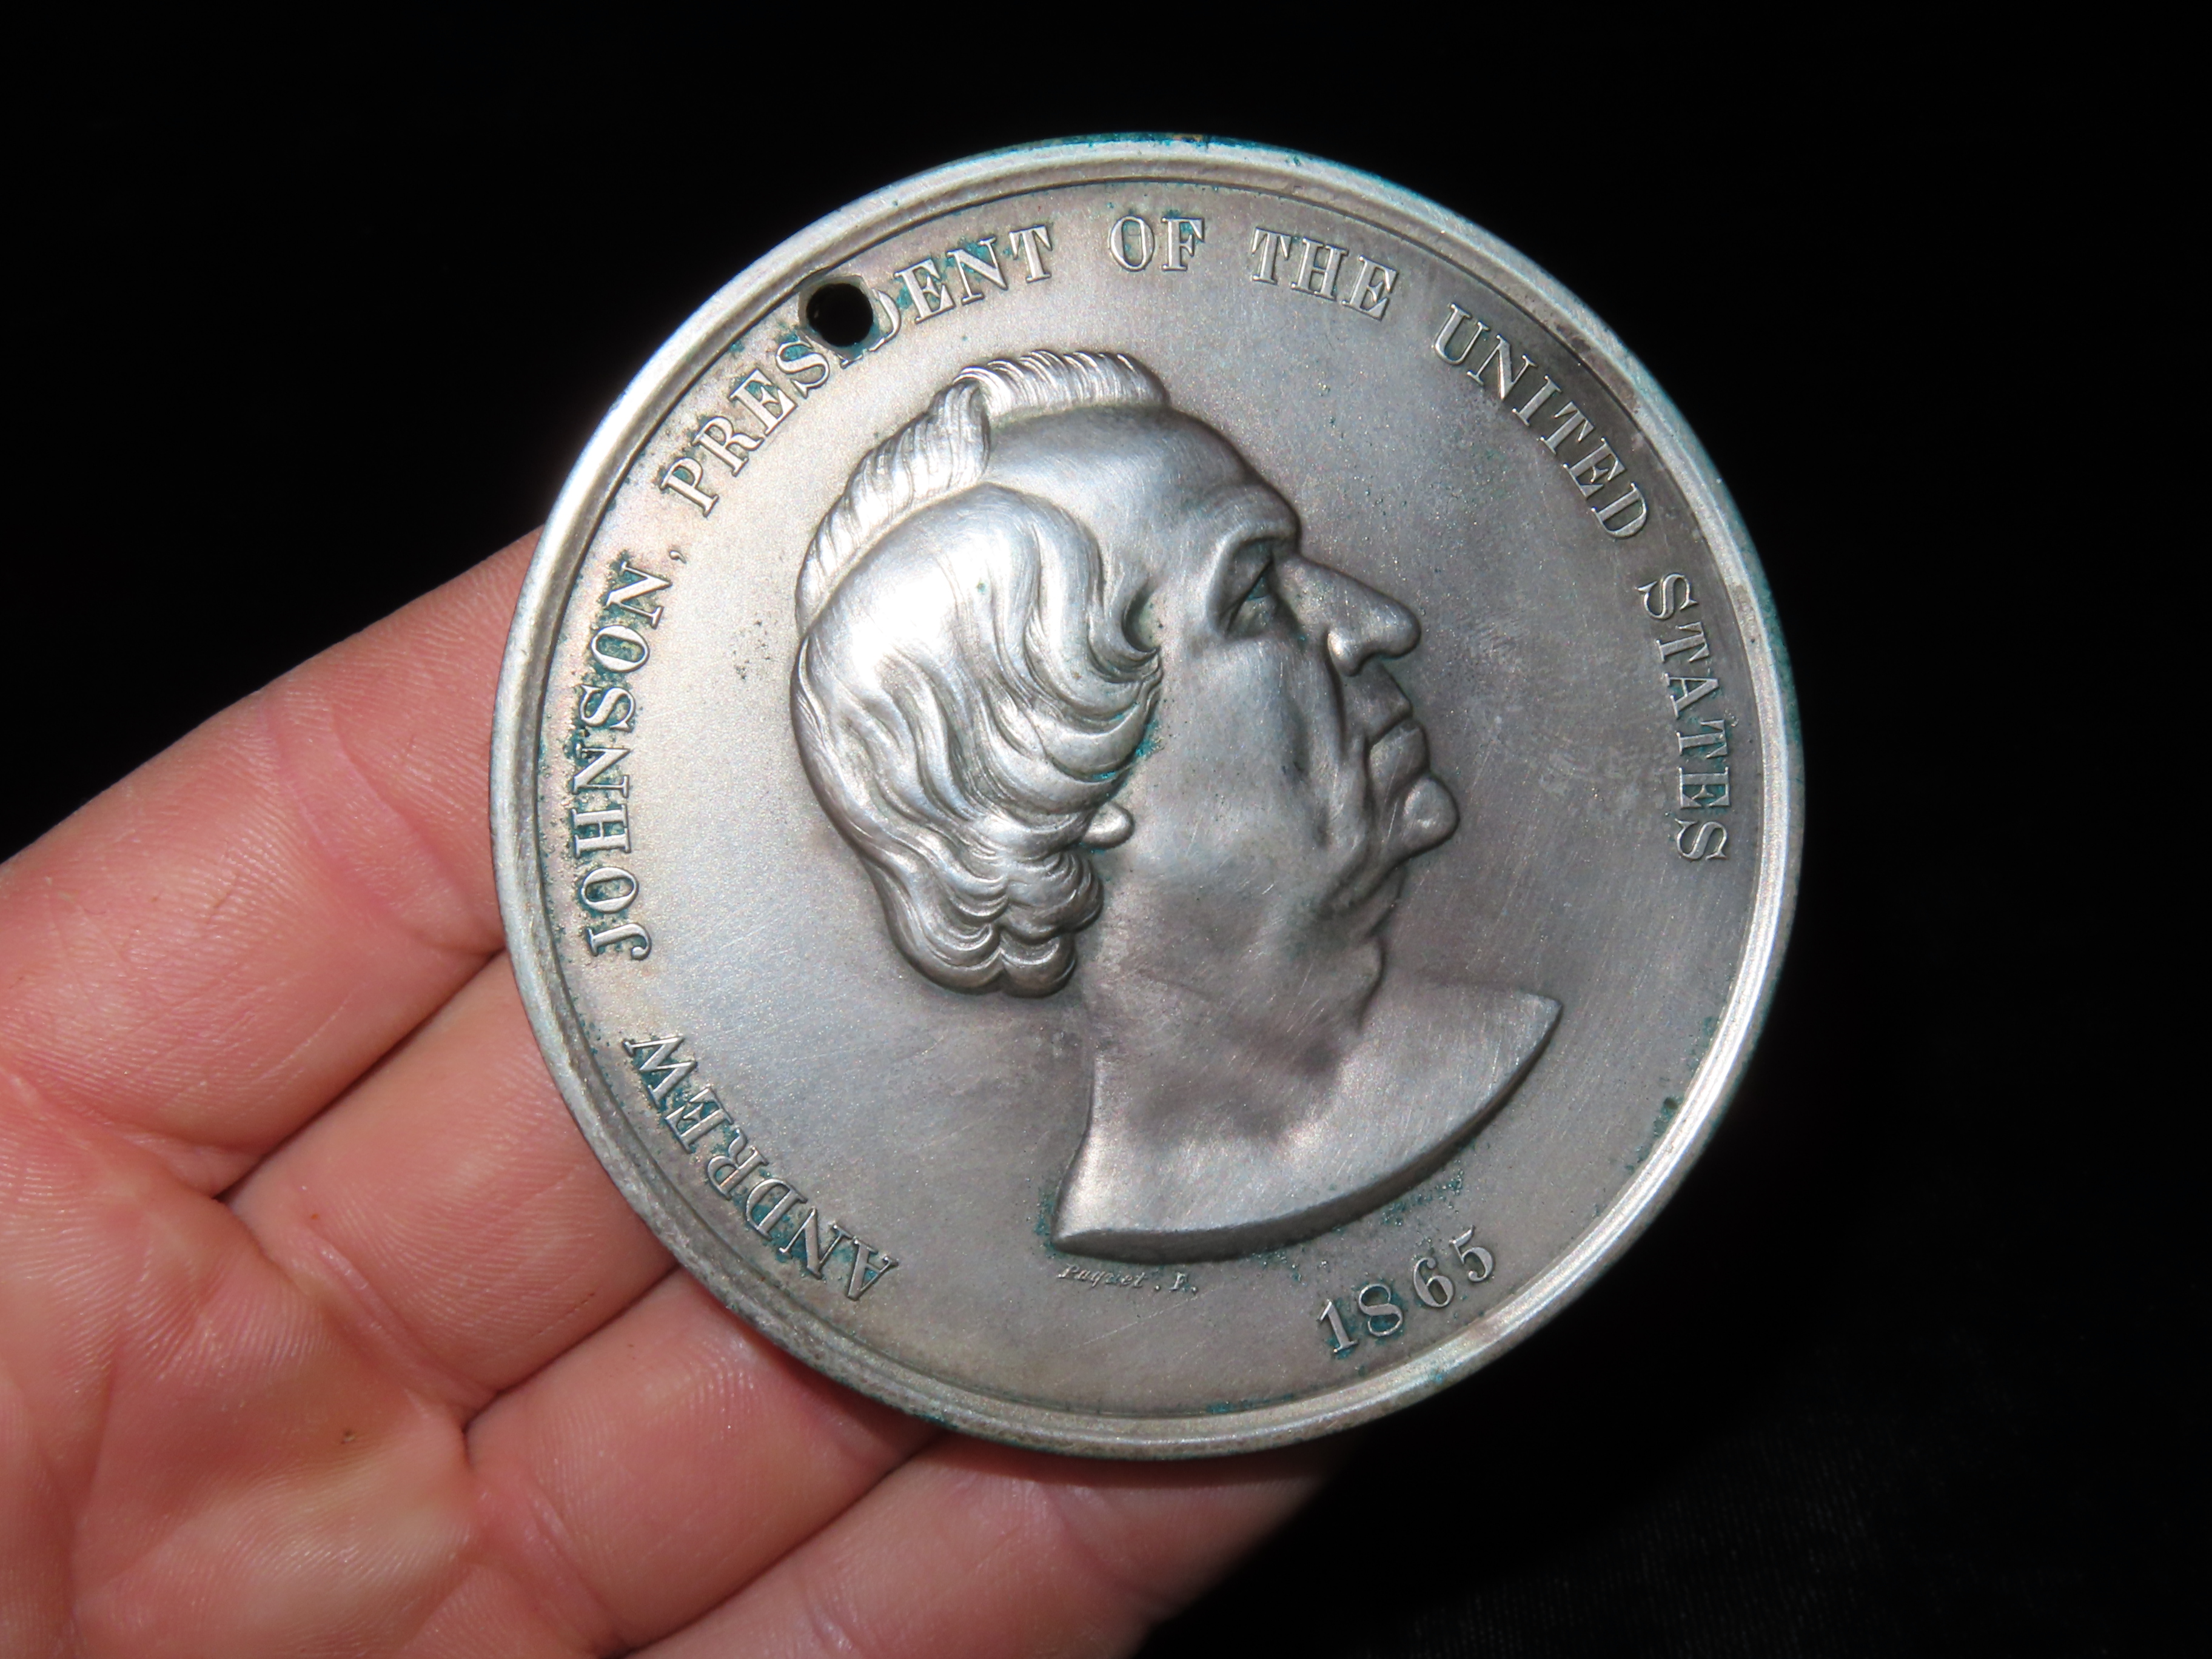 ANDREW JOHNSON, PRESIDENT OF THE UNITED STATES
1865
Paquet. F.